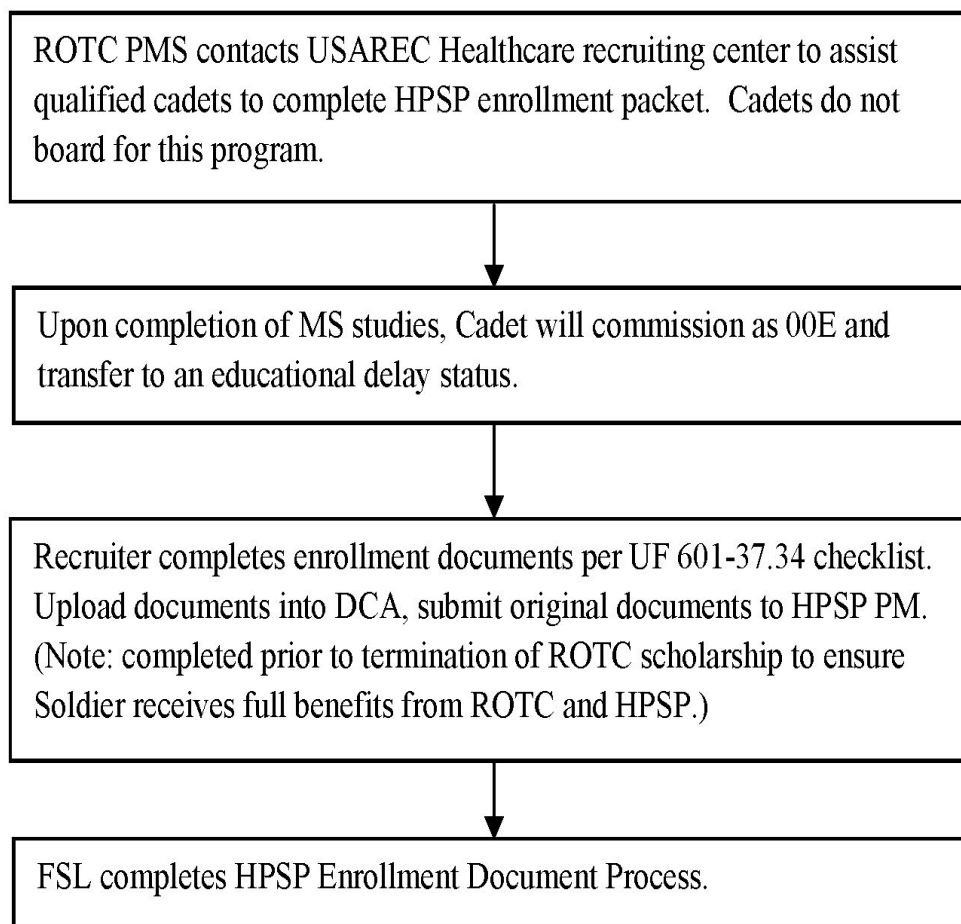 ROTC PMS contacts USAREC Healthcare recruiting center to assist
qualified cadets to complete HPSP enrollment packet.  Cadets do not
board for this program.
Upon completion of MS studies, Cadet will commission as 00E and
transfer to an educational delay status.
Recruiter completes enrollment documents per UF 601-37.34 checklist.
Upload documents into DCA, submit original documents to HPSP PM.
(Note: completed prior to termination of ROTC scholarship to ensure
Soldier receives full benefits from ROTC and HPSP.)
FSL completes HPSP Enrollment Document Process.